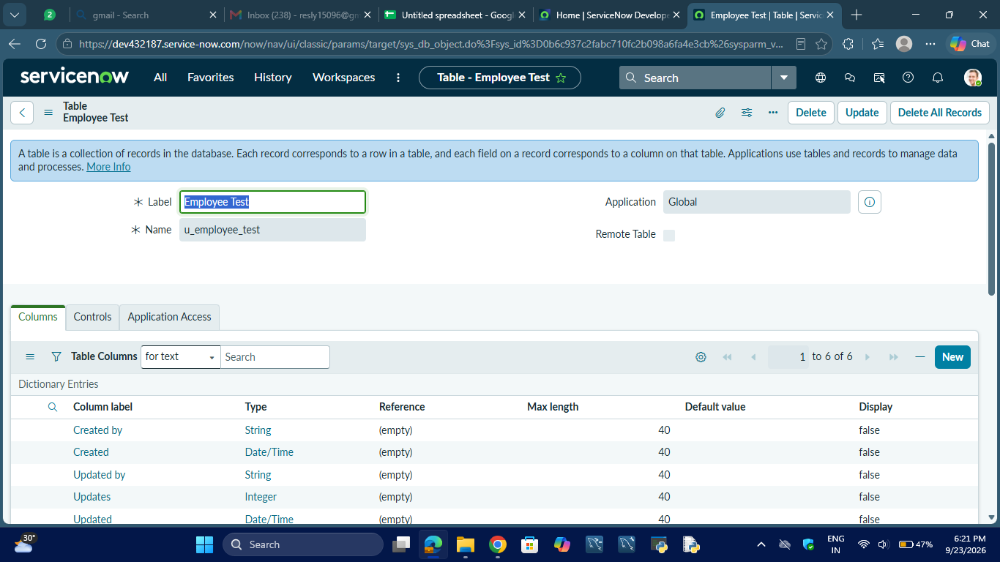 2
gmail - Search
Inbox (238) - resly15096@gm
Untitled spreadsheet - Googl
Home | ServiceNow Develope
Employee Test | Table | Servic
https://dev432187.service-now.com/now/nav/ui/classic/params/target/sys_db_object.do%3Fsys_id%3D0b6c937c2fabc710fc2b098a6fa4e3cb%26sysparm_v...
Chat
servicenow All Favorites History Workspaces Table - Employee Test Search
Table
Employee Test
Delete Update Delete All Records
A table is a collection of records in the database. Each record corresponds to a row in a table, and each field on a record corresponds to a column on that table. Applications use tables and records to manage data
and processes. More Info
Label Employee Test Application Global
Name u_employee_test
Remote Table
Columns Controls Application Access
Table Columns for text Search 1 to 6 of 6 New
Dictionary Entries
Column label Type Reference Max length Default value Display
Created by String (empty) 40 false
Created Date/Time (empty) 40 false
Updated by String (empty) 40 false
Updates Integer (empty) 40 false
Updated Date/Time (empty) 40 false
30°
Search
ENG
IN
47%
6:21 PM
9/23/2026